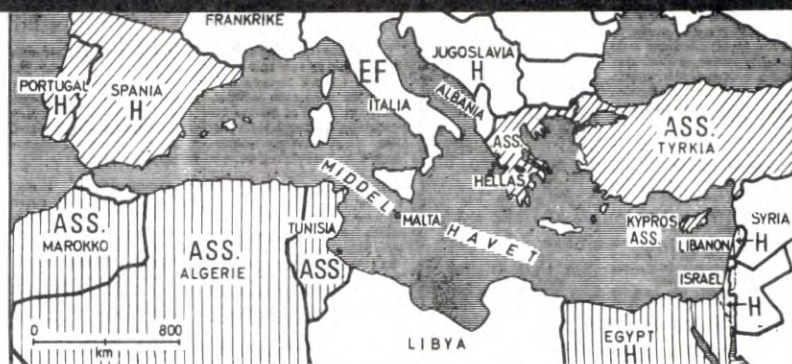 FRANKRIKE
JUGOSLAVIA
H
EF
ITALIA
ALBANIA
PORTUGAL
H
SPANIA
H
ASS.
TYRKIA
ASS.
HELLAS
MIDDEL
HAVET
MALTA
KYPROS
ASS.
SYRIA
LIBANON
H
ISRAEL
H
ASS.
MAROKKO
ASS.
ALGERIE
TUNISIA
ASS.
LIBYA
EGYPT
H
0 800
km